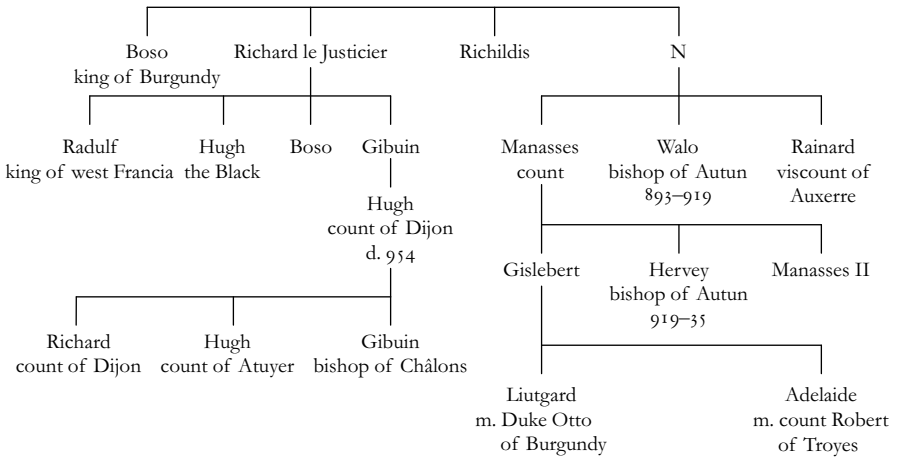 Boso
king of Burgundy
Richard le Justicier
Richildis
N
Radulf
king of west Francia
Hugh
the Black
Boso
Gibuin
Manasses
count
Walo
bishop of Autun
893–919
Rainard
viscount of
Auxerre
Hugh
count of Dijon
d. 954
Gislebert
Hervey
bishop of Autun
919–35
Manasses II
Richard
count of Dijon
Hugh
count of Atuyer
Gibuin
bishop of Châlons
Liutgard
m. Duke Otto
of Burgundy
Adelaide
m. count Robert
of Troyes